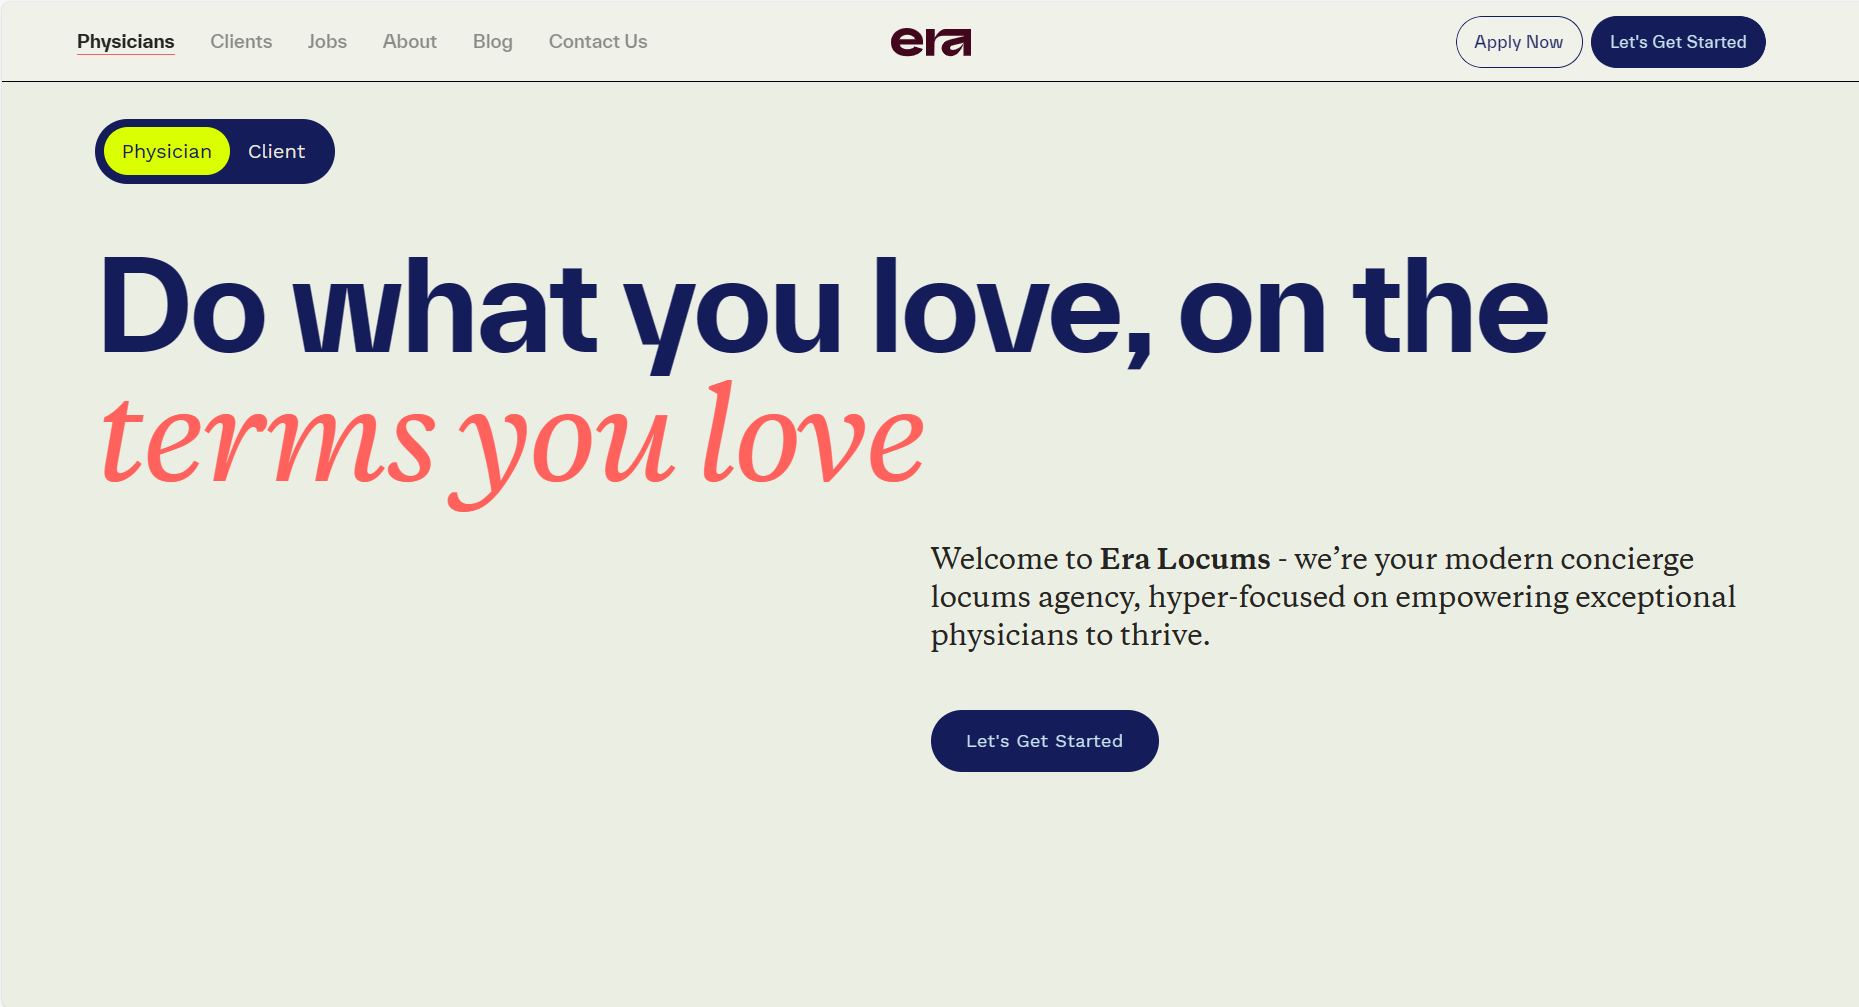 Physicians Clients Jobs About Blog Contact Us era Apply Now Let's Get Started
Physician Client
Do what you love, on the
terms you love
Welcome to Era Locums - we’re your modern concierge
locums agency, hyper-focused on empowering exceptional
physicians to thrive.
Let's Get Started